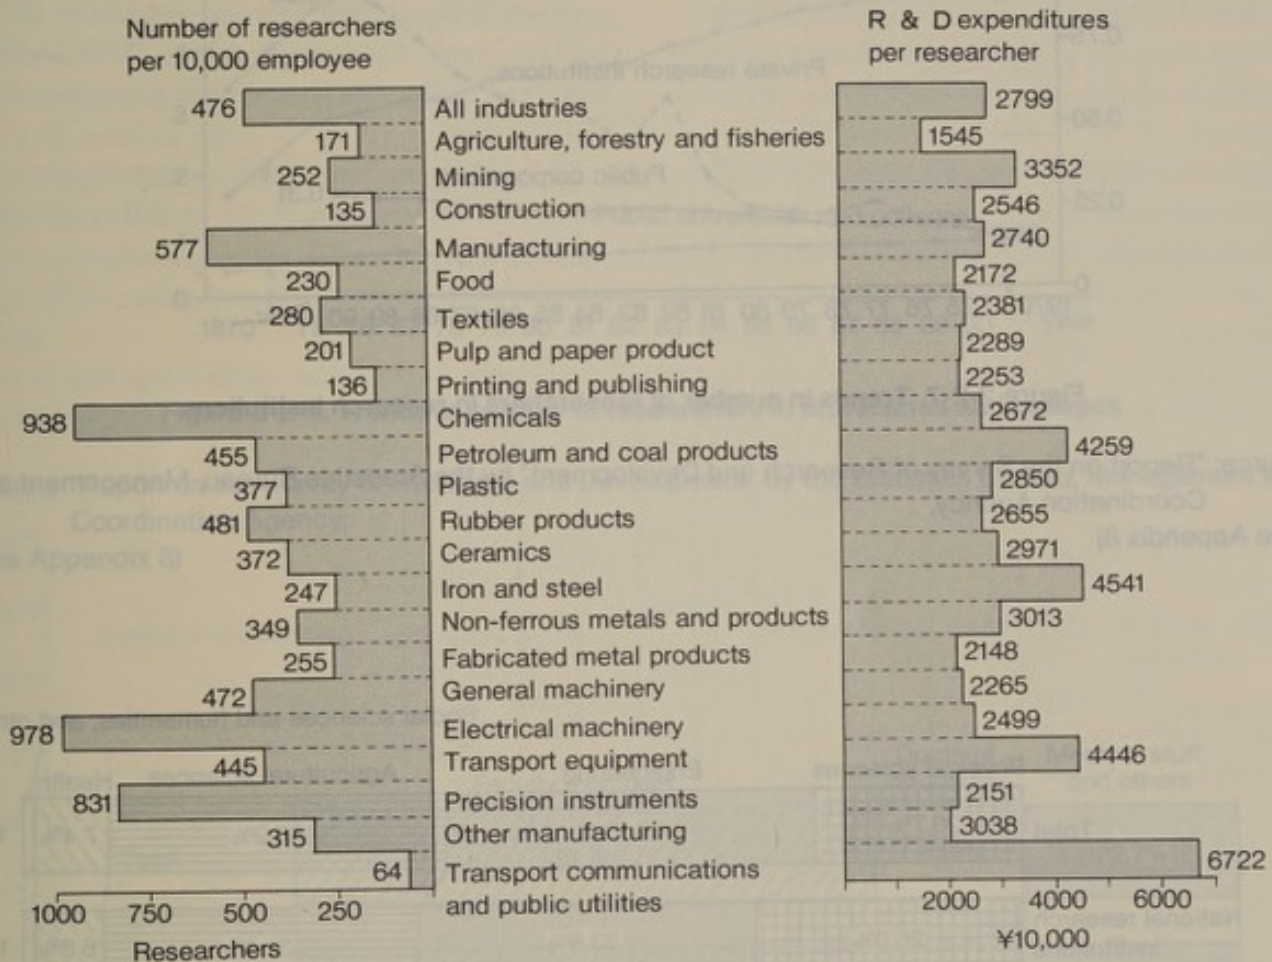 Number of researchers
per 10,000 employee
R & D expenditures
per researcher
476 All industries 2799
171 Agriculture, forestry and fisheries 1545
252 Mining 3352
135 Construction 2546
577 Manufacturing 2740
230 Food 2172
280 Textiles 2381
201 Pulp and paper product 2289
136 Printing and publishing 2253
938 Chemicals 2672
455 Petroleum and coal products 4259
377 Plastic 2850
481 Rubber products 2655
372 Ceramics 2971
247 Iron and steel 4541
349 Non-ferrous metals and products 3013
255 Fabricated metal products 2148
472 General machinery 2265
978 Electrical machinery 2499
445 Transport equipment 4446
831 Precision instruments 2151
315 Other manufacturing 3038
64 Transport communications 6722
and public utilities
1000 750 500 250
2000 4000 6000
Researchers
¥10,000